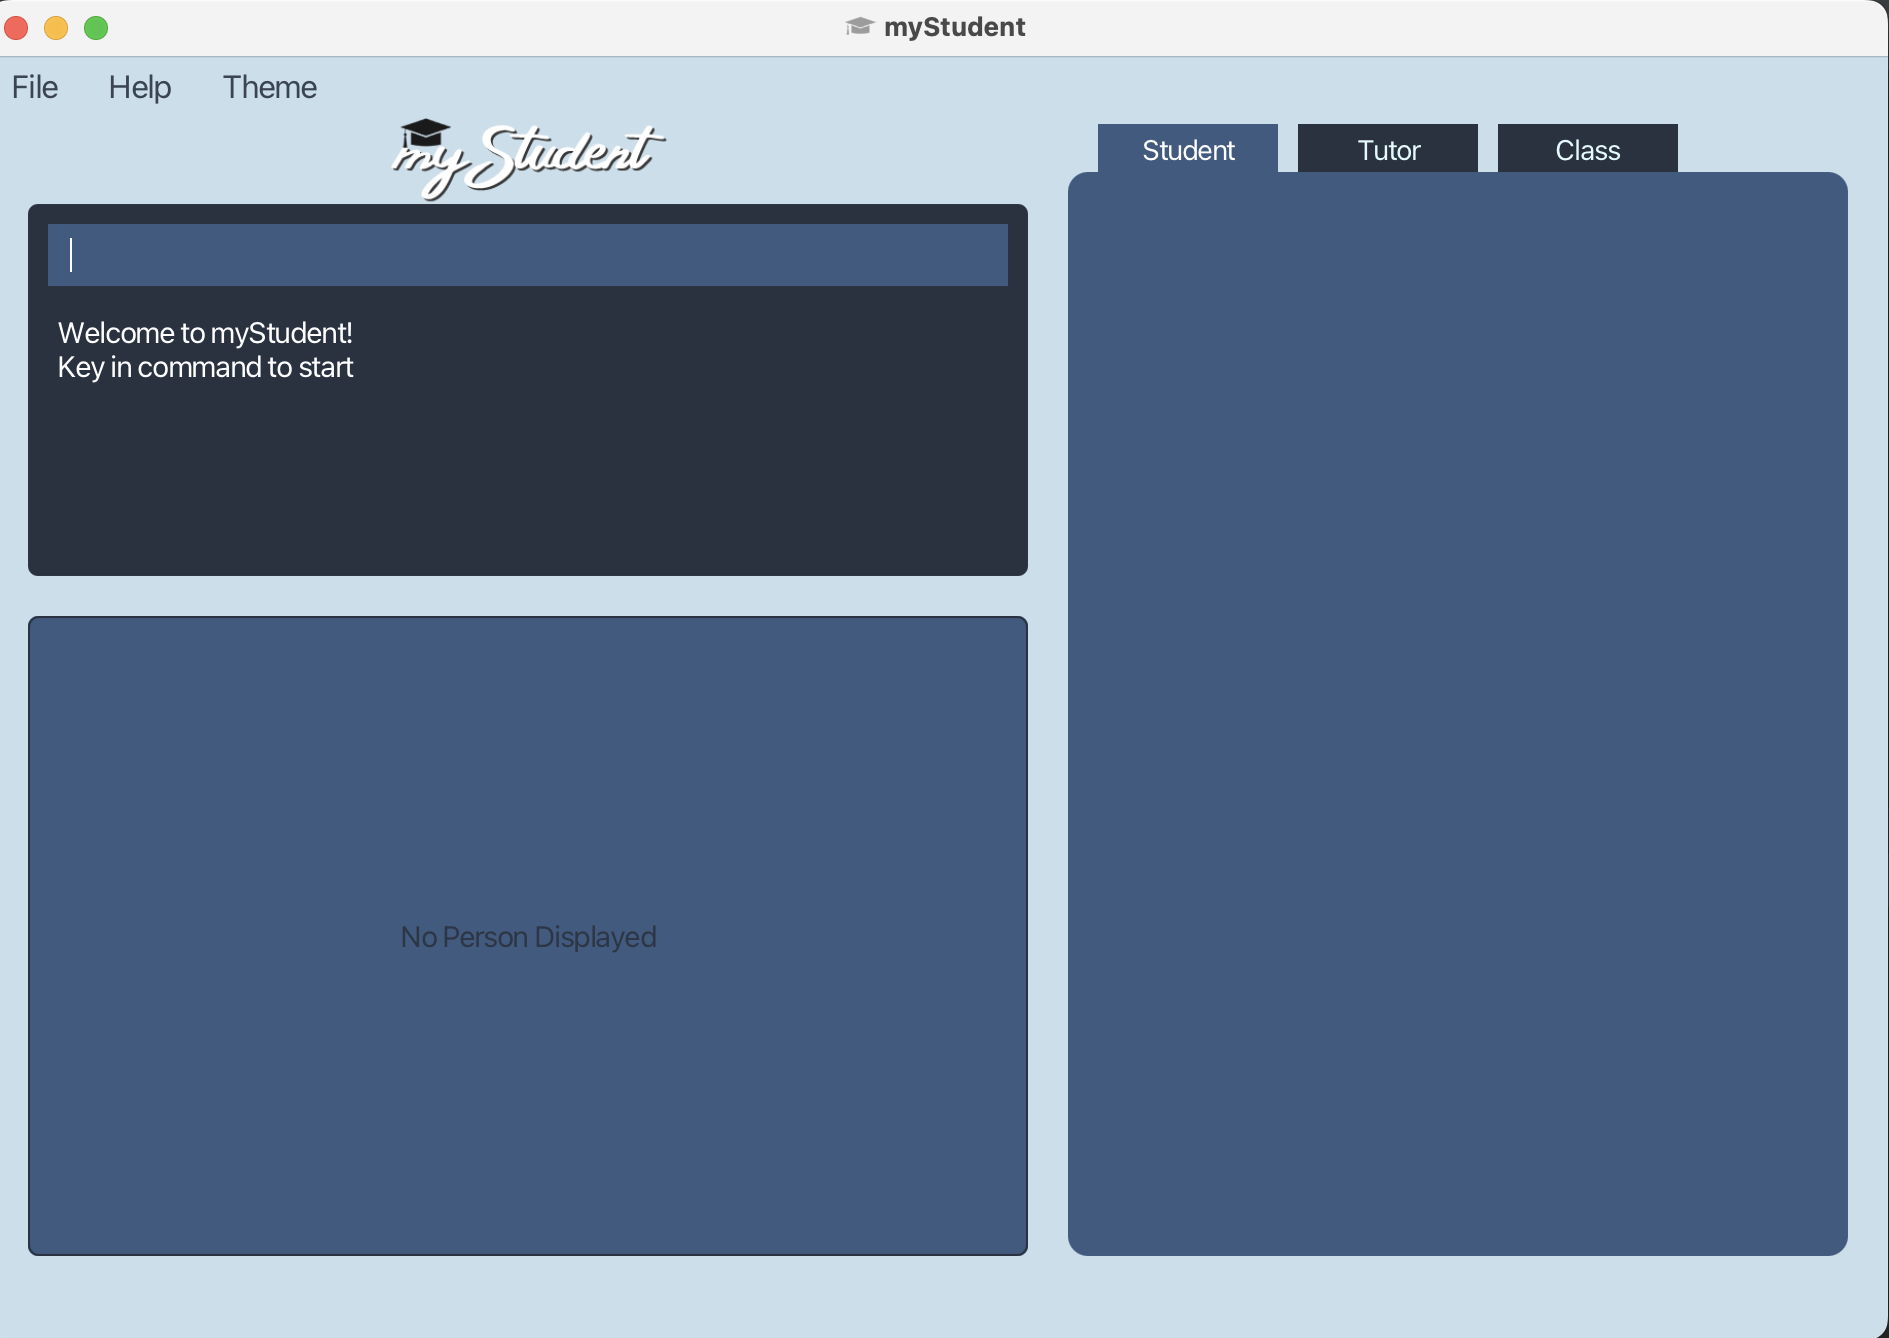 myStudent
File Help Theme
myStudent
Student Tutor Class
Welcome to myStudent!
Key in command to start
No Person Displayed